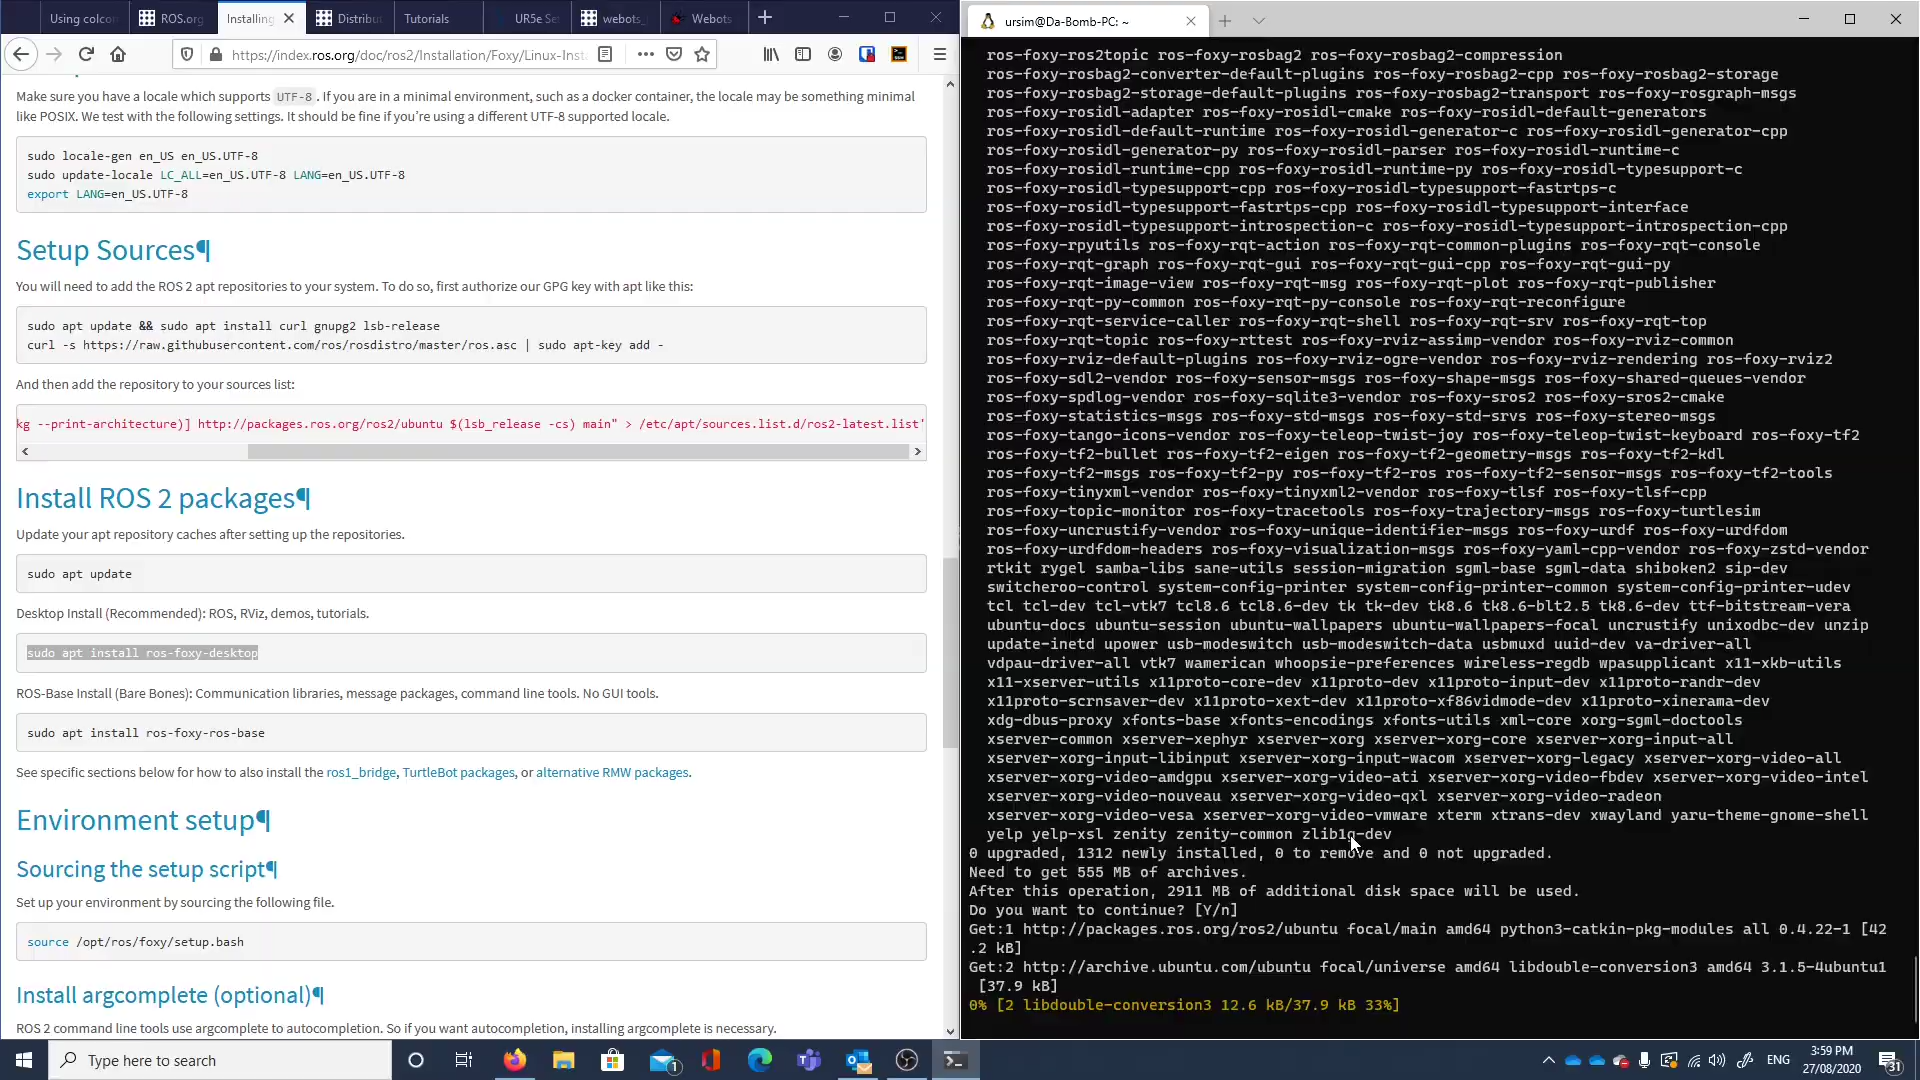 Using colco
ROS.org
Installing
Distribu
Tutorials
UR5e Se
webots_
Webots
ursim@Da-Bomb-PC: ~
https://index.ros.org/doc/ros2/Installation/Foxy/Linux-Inst
Make sure you have a locale which supports UTF-8 . If you are in a minimal environment, such as a docker container, the locale may be something minimal
like POSIX. We test with the following settings. It should be fine if you're using a different UTF-8 supported locale.
sudo locale-gen en_US en_US.UTF-8
sudo update-locale LC_ALL=en_US.UTF-8 LANG=en_US.UTF-8
export LANG=en_US.UTF-8
Setup Sources¶
You will need to add the ROS 2 apt repositories to your system. To do so, first authorize our GPG key with apt like this:
sudo apt update && sudo apt install curl gnupg2 lsb-release
curl -s https://raw.githubusercontent.com/ros/rosdistro/master/ros.asc | sudo apt-key add -
And then add the repository to your sources list:
kg --print-architecture)] http://packages.ros.org/ros2/ubuntu $(lsb_release -cs) main" > /etc/apt/sources.list.d/ros2-latest.list'
Install ROS 2 packages¶
Update your apt repository caches after setting up the repositories.
sudo apt update
Desktop Install (Recommended): ROS, RViz, demos, tutorials.
sudo apt install ros-foxy-desktop
ROS-Base Install (Bare Bones): Communication libraries, message packages, command line tools. No GUI tools.
sudo apt install ros-foxy-ros-base
See specific sections below for how to also install the ros1_bridge, TurtleBot packages, or alternative RMW packages.
Environment setup¶
Sourcing the setup script¶
Set up your environment by sourcing the following file.
source /opt/ros/foxy/setup.bash
Install argcomplete (optional)¶
ROS 2 command line tools use argcomplete to autocompletion. So if you want autocompletion, installing argcomplete is necessary.
ros-foxy-ros2topic ros-foxy-rosbag2 ros-foxy-rosbag2-compression
ros-foxy-rosbag2-converter-default-plugins ros-foxy-rosbag2-cpp ros-foxy-rosbag2-storage
ros-foxy-rosbag2-storage-default-plugins ros-foxy-rosbag2-transport ros-foxy-rosgraph-msgs
ros-foxy-rosidl-adapter ros-foxy-rosidl-cmake ros-foxy-rosidl-default-generators
ros-foxy-rosidl-default-runtime ros-foxy-rosidl-generator-c ros-foxy-rosidl-generator-cpp
ros-foxy-rosidl-generator-py ros-foxy-rosidl-parser ros-foxy-rosidl-runtime-c
ros-foxy-rosidl-runtime-cpp ros-foxy-rosidl-runtime-py ros-foxy-rosidl-typesupport-c
ros-foxy-rosidl-typesupport-cpp ros-foxy-rosidl-typesupport-fastrtps-c
ros-foxy-rosidl-typesupport-fastrtps-cpp ros-foxy-rosidl-typesupport-interface
ros-foxy-rosidl-typesupport-introspection-c ros-foxy-rosidl-typesupport-introspection-cpp
ros-foxy-rpyutils ros-foxy-rqt-action ros-foxy-rqt-common-plugins ros-foxy-rqt-console
ros-foxy-rqt-graph ros-foxy-rqt-gui ros-foxy-rqt-gui-cpp ros-foxy-rqt-gui-py
ros-foxy-rqt-image-view ros-foxy-rqt-msg ros-foxy-rqt-plot ros-foxy-rqt-publisher
ros-foxy-rqt-py-common ros-foxy-rqt-py-console ros-foxy-rqt-reconfigure
ros-foxy-rqt-service-caller ros-foxy-rqt-shell ros-foxy-rqt-srv ros-foxy-rqt-top
ros-foxy-rqt-topic ros-foxy-rttest ros-foxy-rviz-assimp-vendor ros-foxy-rviz-common
ros-foxy-rviz-default-plugins ros-foxy-rviz-ogre-vendor ros-foxy-rviz-rendering ros-foxy-rviz2
ros-foxy-sdl2-vendor ros-foxy-sensor-msgs ros-foxy-shape-msgs ros-foxy-shared-queues-vendor
ros-foxy-spdlog-vendor ros-foxy-sqlite3-vendor ros-foxy-sros2 ros-foxy-sros2-cmake
ros-foxy-statistics-msgs ros-foxy-std-msgs ros-foxy-std-srvs ros-foxy-stereo-msgs
ros-foxy-tango-icons-vendor ros-foxy-teleop-twist-joy ros-foxy-teleop-twist-keyboard ros-foxy-tf2
ros-foxy-tf2-bullet ros-foxy-tf2-eigen ros-foxy-tf2-geometry-msgs ros-foxy-tf2-kdl
ros-foxy-tf2-msgs ros-foxy-tf2-py ros-foxy-tf2-ros ros-foxy-tf2-sensor-msgs ros-foxy-tf2-tools
ros-foxy-tinyxml-vendor ros-foxy-tinyxml2-vendor ros-foxy-tlsf ros-foxy-tlsf-cpp
ros-foxy-topic-monitor ros-foxy-tracetools ros-foxy-trajectory-msgs ros-foxy-turtlesim
ros-foxy-uncrustify-vendor ros-foxy-unique-identifier-msgs ros-foxy-urdf ros-foxy-urdfdom
ros-foxy-urdfdom-headers ros-foxy-visualization-msgs ros-foxy-yaml-cpp-vendor ros-foxy-zstd-vendor
rtkit rygel samba-libs sane-utils session-migration sgml-base sgml-data shiboken2 sip-dev
switcheroo-control system-config-printer system-config-printer-common system-config-printer-udev
tcl tcl-dev tcl-vtk7 tcl8.6 tcl8.6-dev tk tk-dev tk8.6 tk8.6-blt2.5 tk8.6-dev ttf-bitstream-vera
ubuntu-docs ubuntu-session ubuntu-wallpapers ubuntu-wallpapers-focal uncrustify unixodbc-dev unzip
update-inetd upower usb-modeswitch usb-modeswitch-data usbmuxd uuid-dev va-driver-all
vdpau-driver-all vtk7 wamerican whoopsie-preferences wireless-regdb wpasupplicant x11-xkb-utils
x11-xserver-utils x11proto-core-dev x11proto-dev x11proto-input-dev x11proto-randr-dev
x11proto-scrnsaver-dev x11proto-xext-dev x11proto-xf86vidmode-dev x11proto-xinerama-dev
xdg-dbus-proxy xfonts-base xfonts-encodings xfonts-utils xml-core xorg-sgml-doctools
xserver-common xserver-xephyr xserver-xorg xserver-xorg-core xserver-xorg-input-all
xserver-xorg-input-libinput xserver-xorg-input-wacom xserver-xorg-legacy xserver-xorg-video-all
xserver-xorg-video-amdgpu xserver-xorg-video-ati xserver-xorg-video-fbdev xserver-xorg-video-intel
xserver-xorg-video-nouveau xserver-xorg-video-qxl xserver-xorg-video-radeon
xserver-xorg-video-vesa xserver-xorg-video-vmware xterm xtrans-dev xwayland yaru-theme-gnome-shell
yelp yelp-xsl zenity zenity-common zlib1g-dev
0 upgraded, 1312 newly installed, 0 to remove and 0 not upgraded.
Need to get 555 MB of archives.
After this operation, 2911 MB of additional disk space will be used.
Do you want to continue? [Y/n]
Get:1 http://packages.ros.org/ros2/ubuntu focal/main amd64 python3-catkin-pkg-modules all 0.4.22-1 [42
.2 kB]
Get:2 http://archive.ubuntu.com/ubuntu focal/universe amd64 libdouble-conversion3 amd64 3.1.5-4ubuntu1
[37.9 kB]
0% [2 libdouble-conversion3 12.6 kB/37.9 kB 33%]
Type here to search
1
ENG
3:59 PM
27/08/2020
31